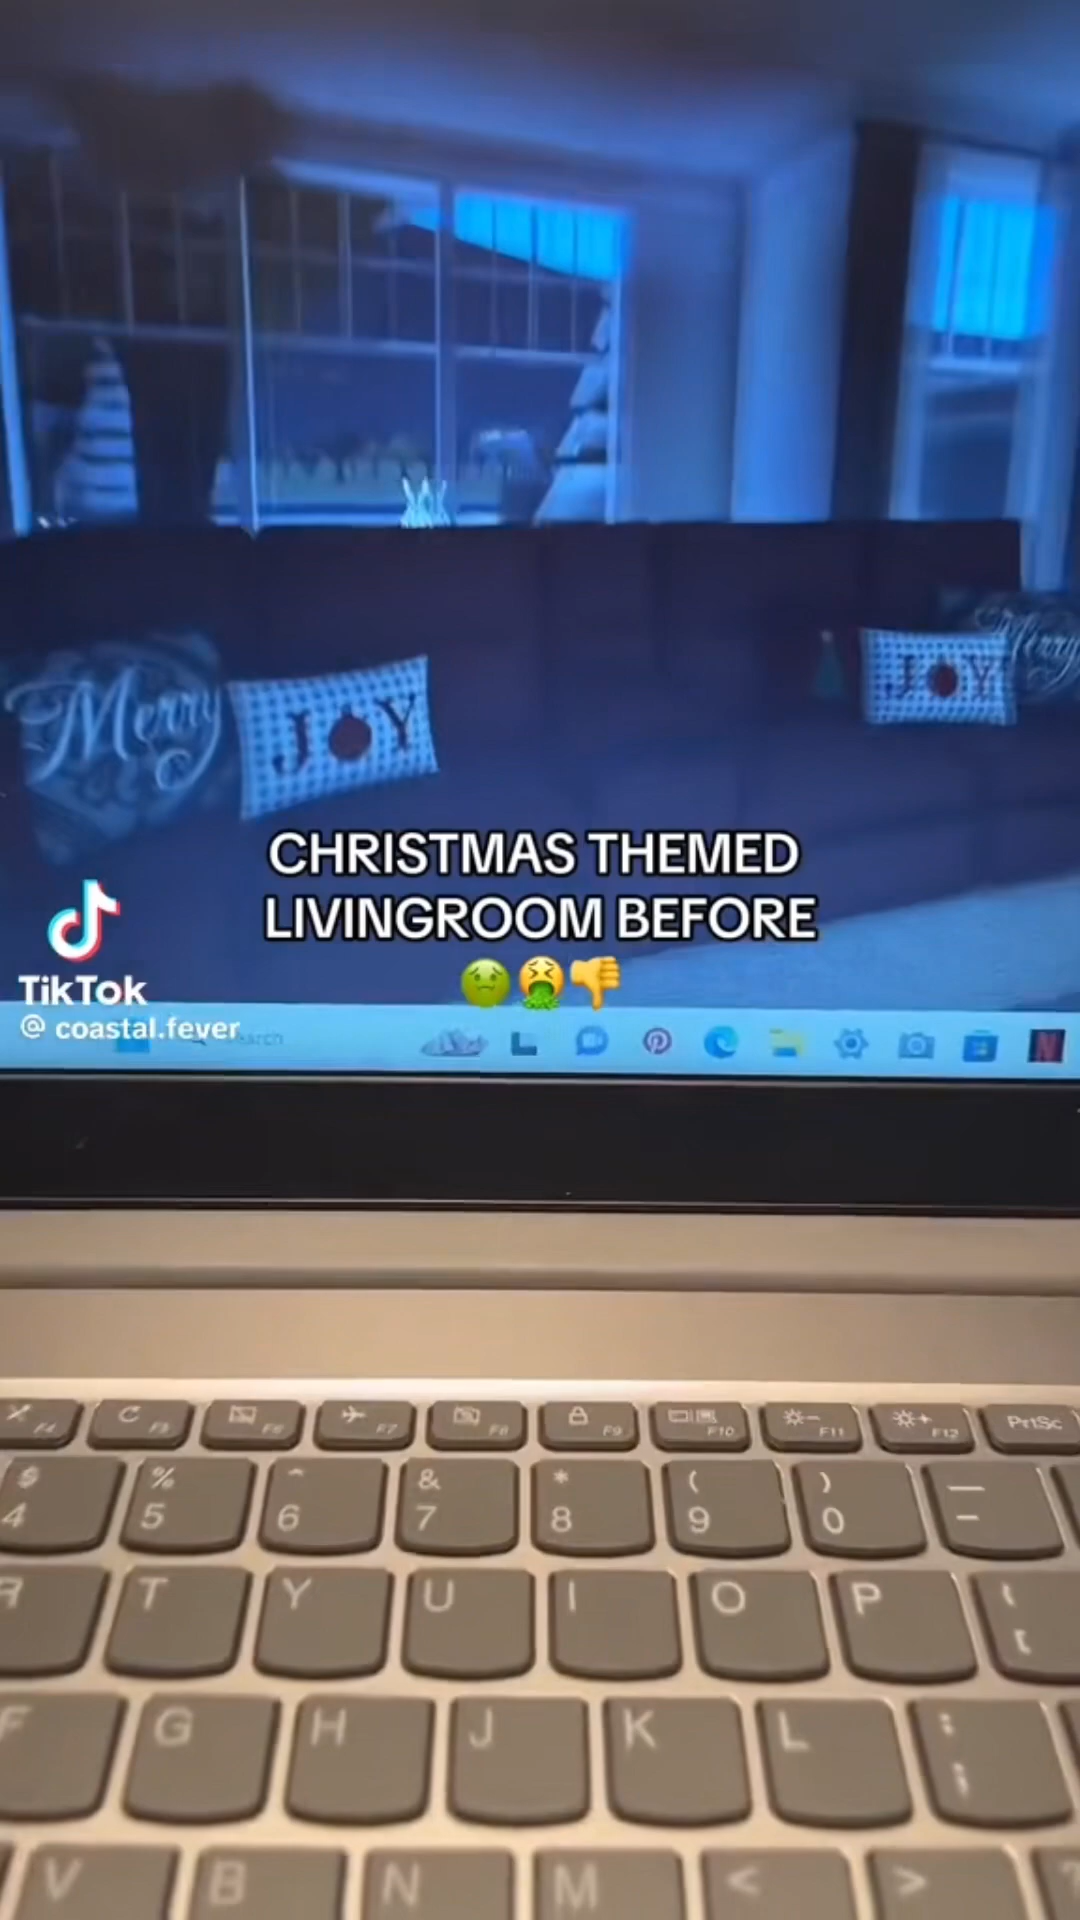 Merry
JOY
JOY
Merry
CHRISTMAS THEMED
LIVINGROOM BEFORE
🤢🤮👎
TikTok
@ coastal.fever
N
F4 F5 F6 F7 F8 F9 F10 F11 F12 PrtSc
$ % ^ & * ( ) —
4 5 6 7 8 9 0 -
T Y U I O P
F G H J K L :
;
V B N M < >